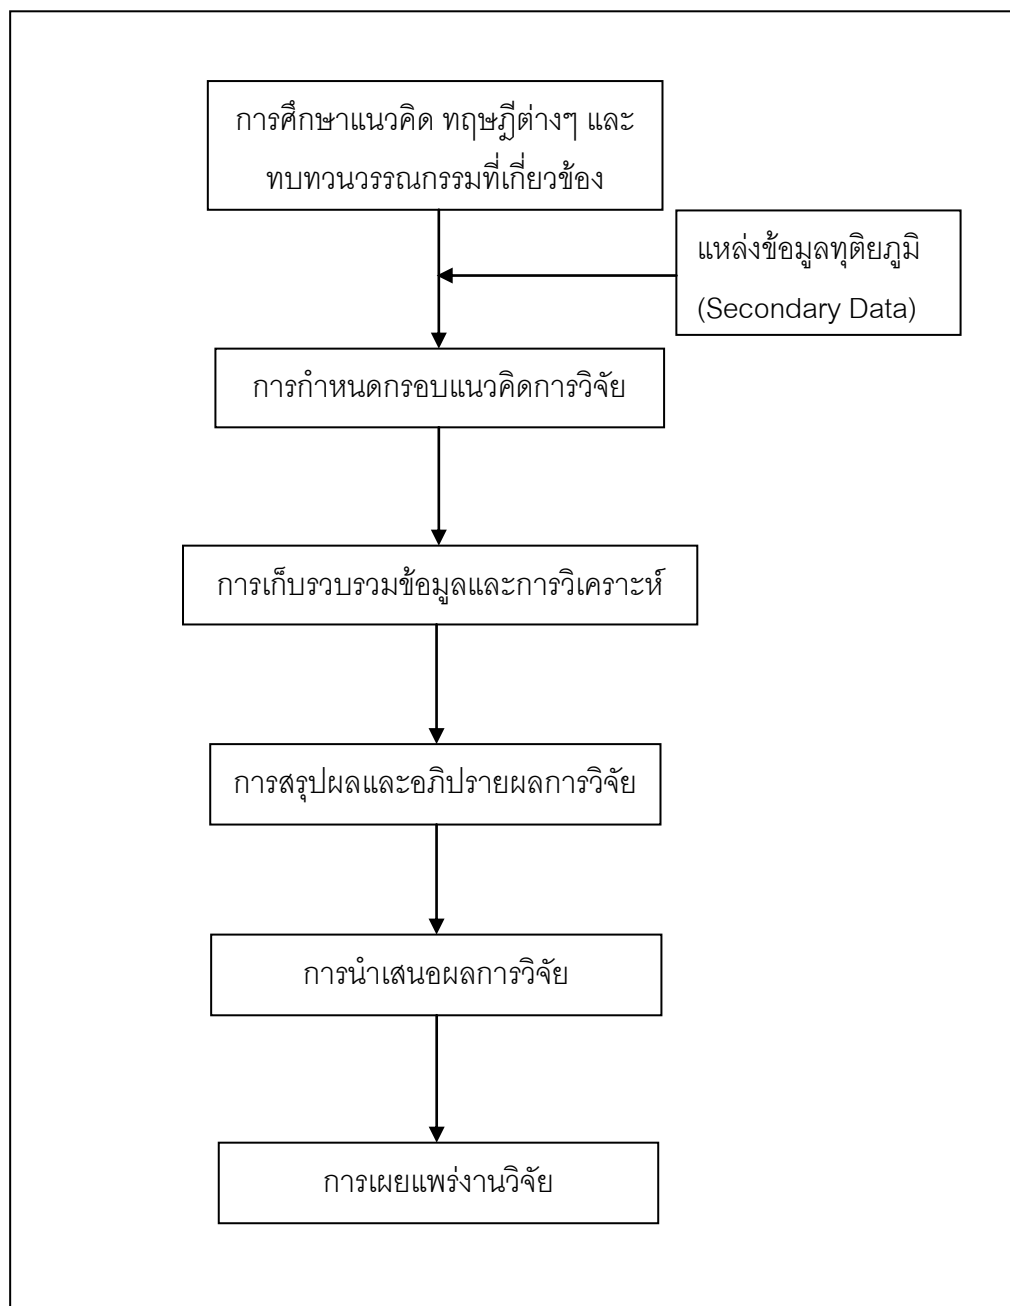 การศึกษาแนวคิด ทฤษฎีต่างๆ และ
ทบทวนวรรณกรรมที่เกี่ยวข้อง
แหล่งข้อมูลทุติยภูมิ
(Secondary Data)
การกำหนดกรอบแนวคิดการวิจัย
การเก็บรวบรวมข้อมูลและการวิเคราะห์
การสรุปผลและอภิปรายผลการวิจัย
การนำเสนอผลการวิจัย
การเผยแพร่งานวิจัย